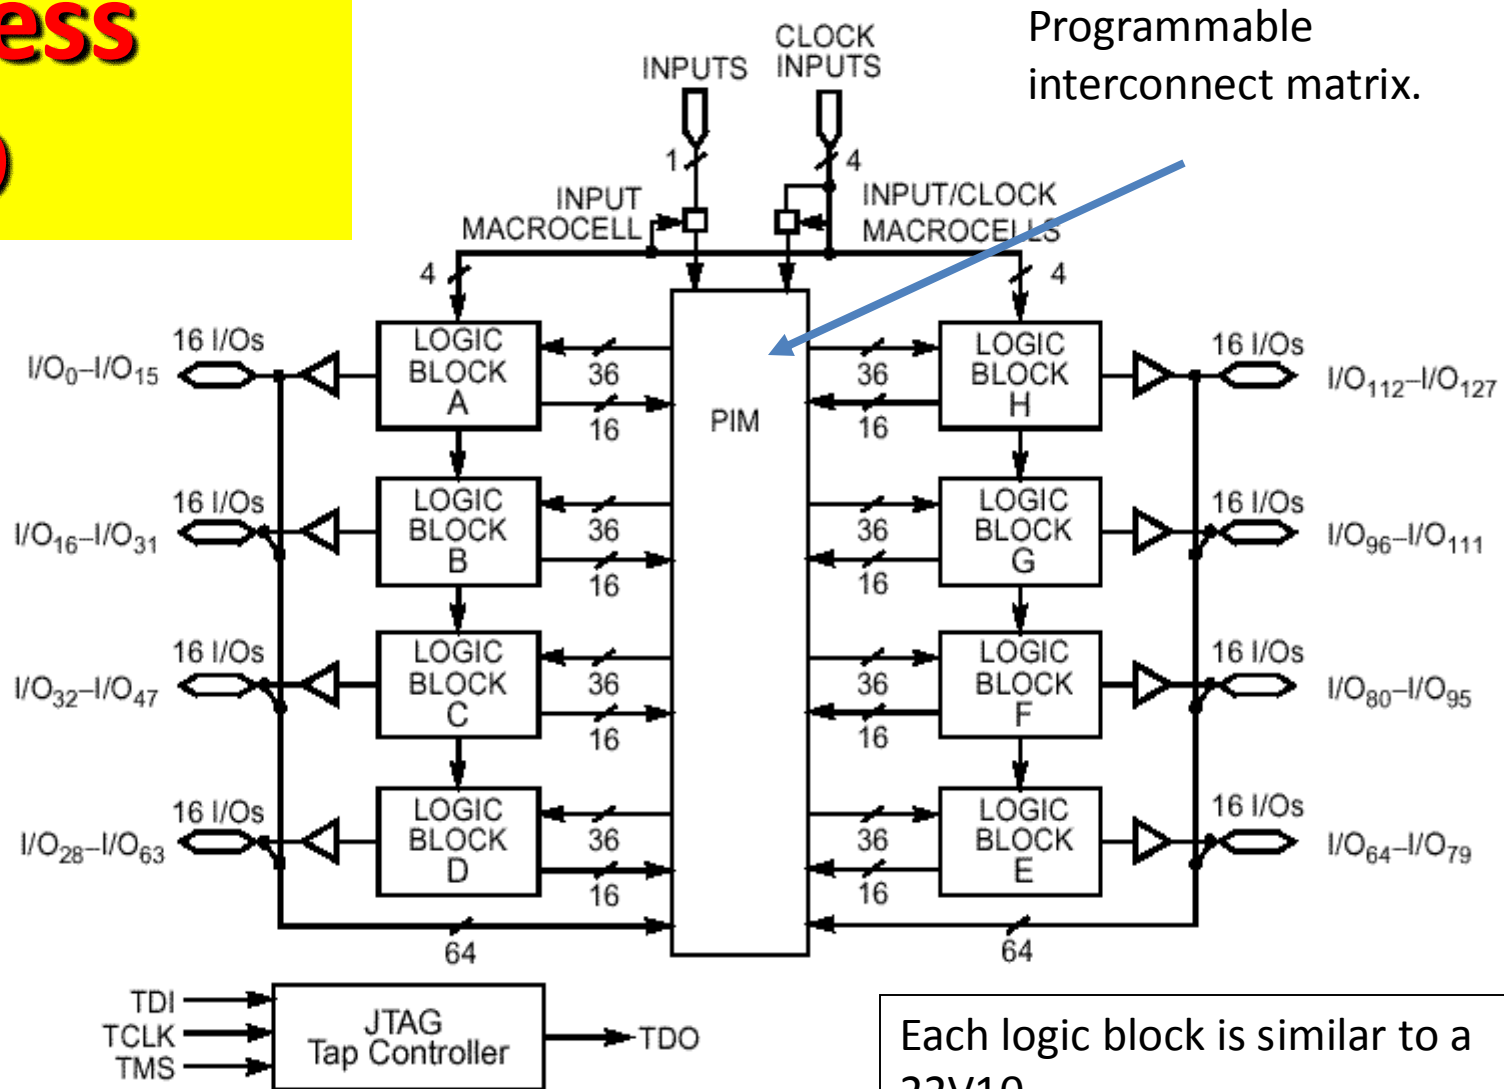 ess
Programmable
interconnect matrix.
INPUTS
CLOCK
INPUTS
1
4
INPUT
MACROCELL
INPUT/CLOCK
MACROCELLS
4
4
I/O0–I/O15
16 I/Os
LOGIC
BLOCK
A
36
16
PIM
36
16
LOGIC
BLOCK
H
16 I/Os
I/O112–I/O127
I/O16–I/O31
16 I/Os
LOGIC
BLOCK
B
36
16
36
16
LOGIC
BLOCK
G
16 I/Os
I/O96–I/O111
I/O32–I/O47
16 I/Os
LOGIC
BLOCK
C
36
16
36
16
LOGIC
BLOCK
F
16 I/Os
I/O80–I/O95
I/O28–I/O63
16 I/Os
LOGIC
BLOCK
D
36
16
36
16
LOGIC
BLOCK
E
16 I/Os
I/O64–I/O79
64
64
TDI
TCLK
TMS
JTAG
Tap Controller
TDO
Each logic block is similar to a
22V10